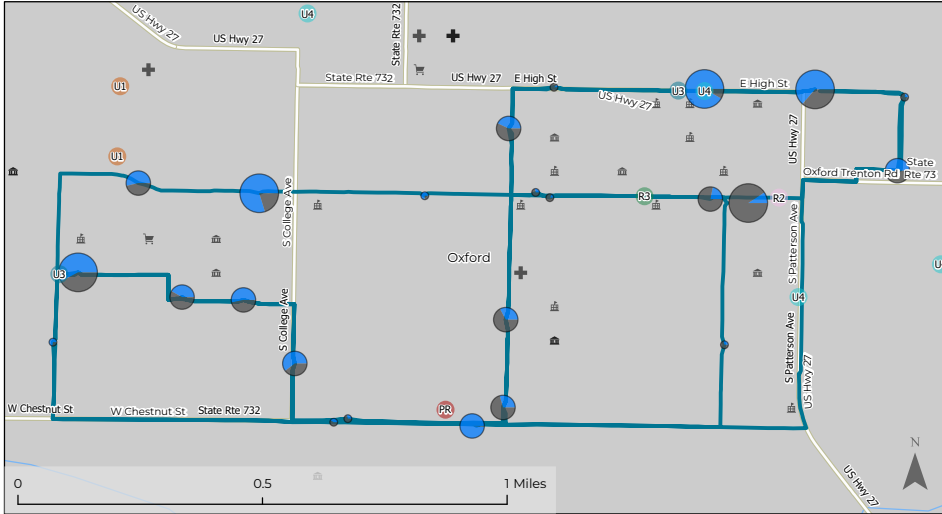 US Hwy 27
US Hwy 27
U4
State Rte 732
State Rte 732
US Hwy 27
E High St
E High St
U1
US Hwy 27
U3
U4
US Hwy 27
U1
State
Oxford Trenton Rd
Rte 73
S College Ave
R3
R2
S Patterson Ave
Oxford
U3
U4
U
S College Ave
S Patterson Ave
US Hwy 27
W Chestnut St
W Chestnut St
State Rte 732
PR
US Hwy 27
N
0
0.5
1 Miles